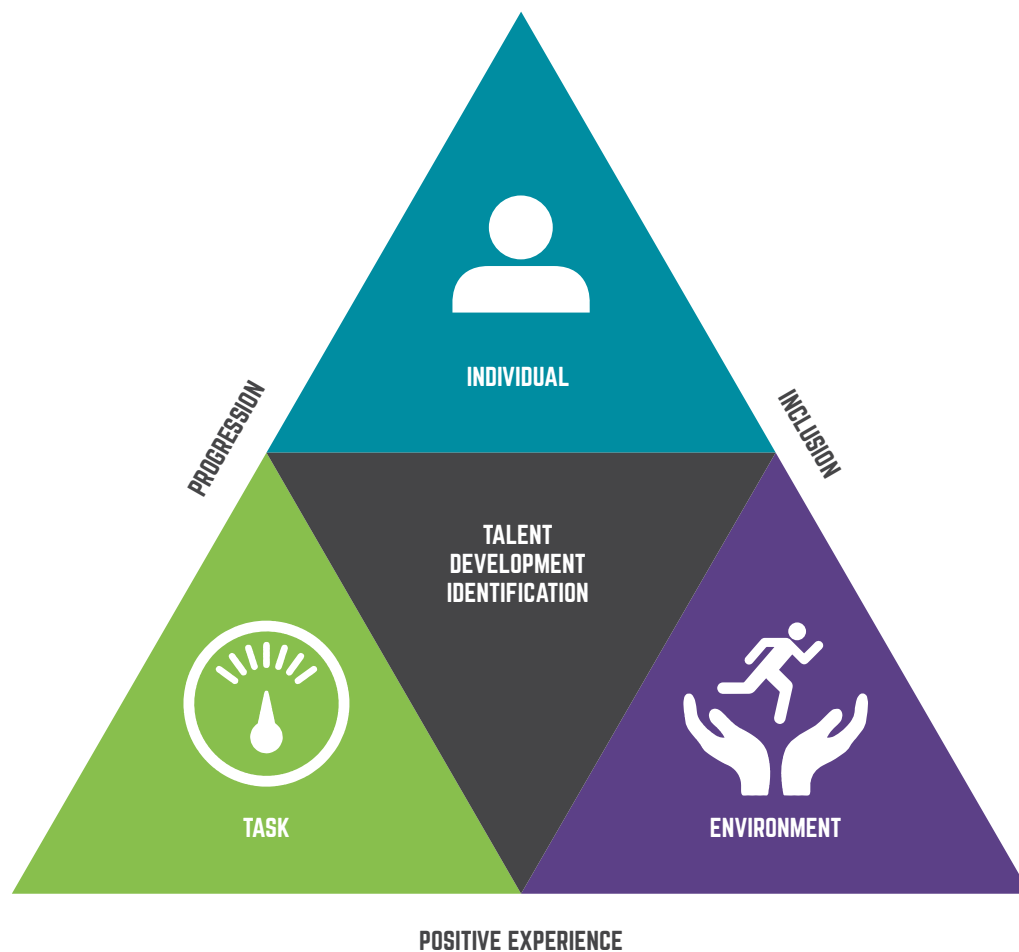 INDIVIDUAL
PROGRESSION
INCLUSION
TALENT
DEVELOPMENT
IDENTIFICATION
TASK
ENVIRONMENT
POSITIVE EXPERIENCE